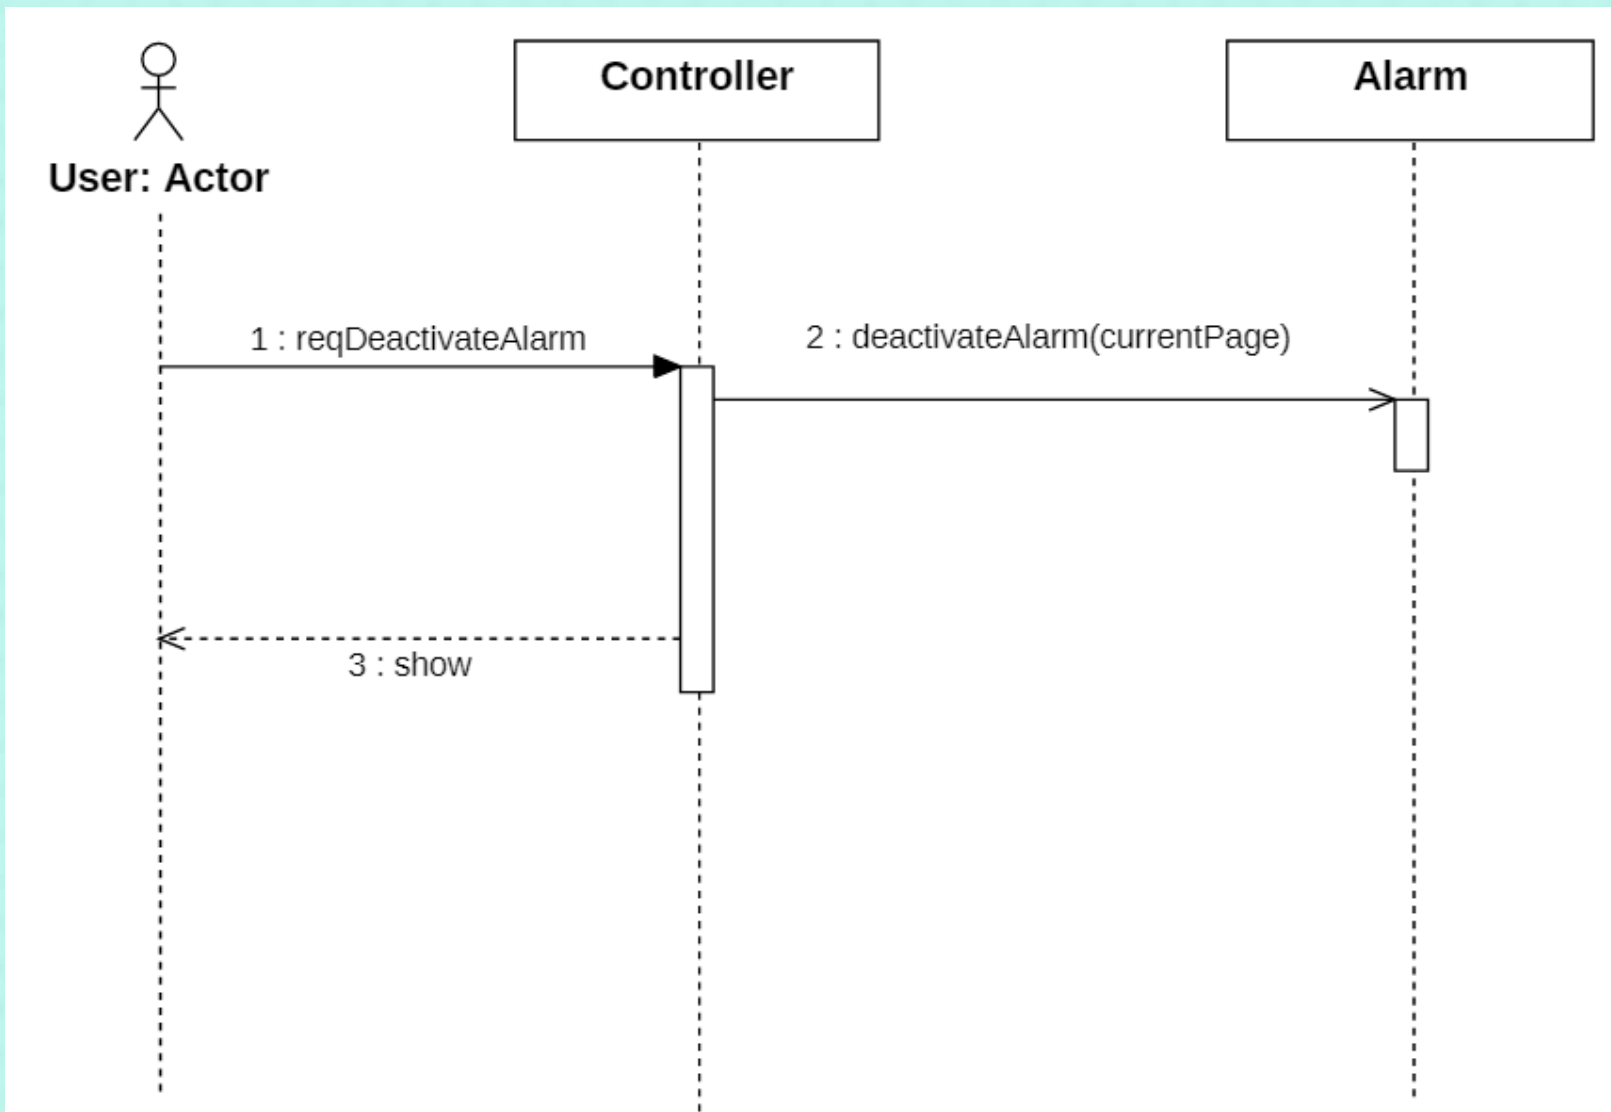 Controller
Alarm
User: Actor
1 : reqDeactivateAlarm
2 : deactivateAlarm(currentPage)
3 : show